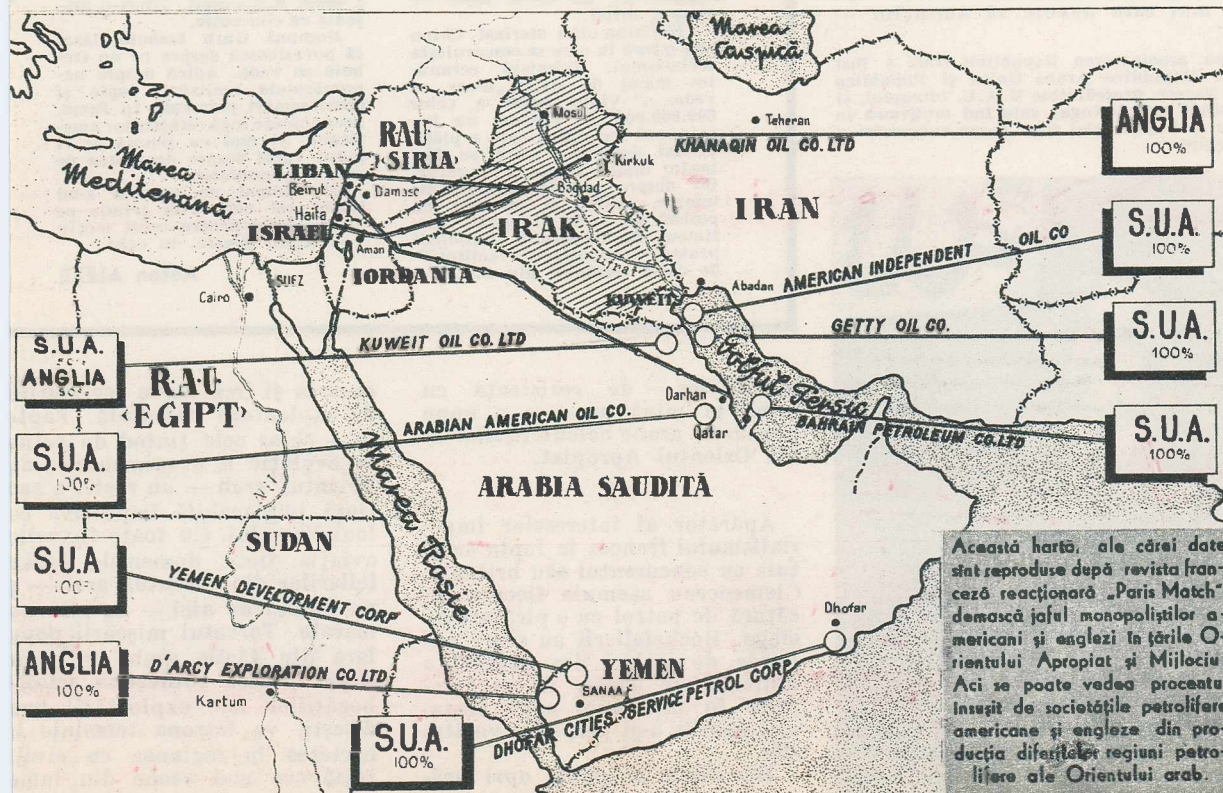 Marea
Caspică
Mosul
Teheran
RAU
‹SIRIA›
ANGLIA
100%
KHANAQIN OIL CO. LTD
Kirkuk
Marea
Mediterană
LIBAN
Beirut
Damasc
Bagdad
IRAN
Haifa
ISRAEL
IRAK
S.U.A.
100%
Aman
Eufrat
AMERICAN INDEPENDENT OIL CO
IORDANIA
SUEZ
Cairo
Abadan
KUWEIT
S.U.A.
ANGLIA
KUWEIT OIL CO. LTD
GETTY OIL CO.
S.U.A.
100%
RAU
‹EGIPT›
Golful Persic
Darhan
Qatar
BAHRAIN PETROLEUM CO.LTD
S.U.A.
100%
ARABIAN AMERICAN OIL CO.
S.U.A.
100%
Nil
Marea Roșie
ARABIA SAUDITĂ
SUDAN
S.U.A.
100%
YEMEN DEVELORMENT CORP
Dhofar
YEMEN
SANAA
ANGLIA
100%
D'ARCY EXPLORATION CO.LTD
Kartum
DHOFAR CITIES - SERVICE PETROL CORP
S.U.A.
100%
Această hartă, ale cărei date
sînt reproduse după revista fran-
ceză reacționară „Paris Match"
demască jaful monopoliștilor a-
mericani și englezi în țările O-
rientului Apropiat și Mijlociu
Aci se poate vedea procentu
însușit de societățile petrolifere
americane și engleze din pro-
ducția diferitelor regiuni petro-
lifere ale Orientului arab.